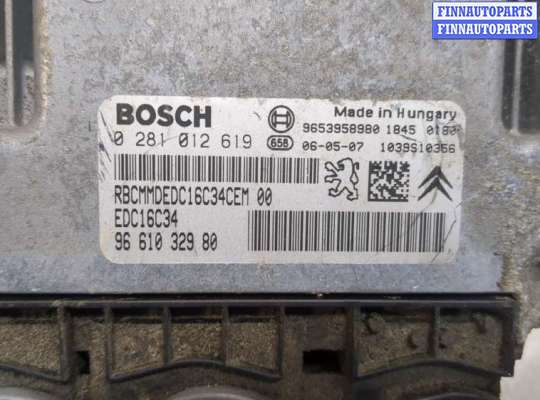 FINNAUTOPARTS
FINNAUTOPARTS
BOSCH
Made in Hungary
9653958980 1845 0180
0 281 012 619
658
06-05-07 1039S10356
RBCMMDEDC16C34CEM 00
EDC16C34
96 610 329 80